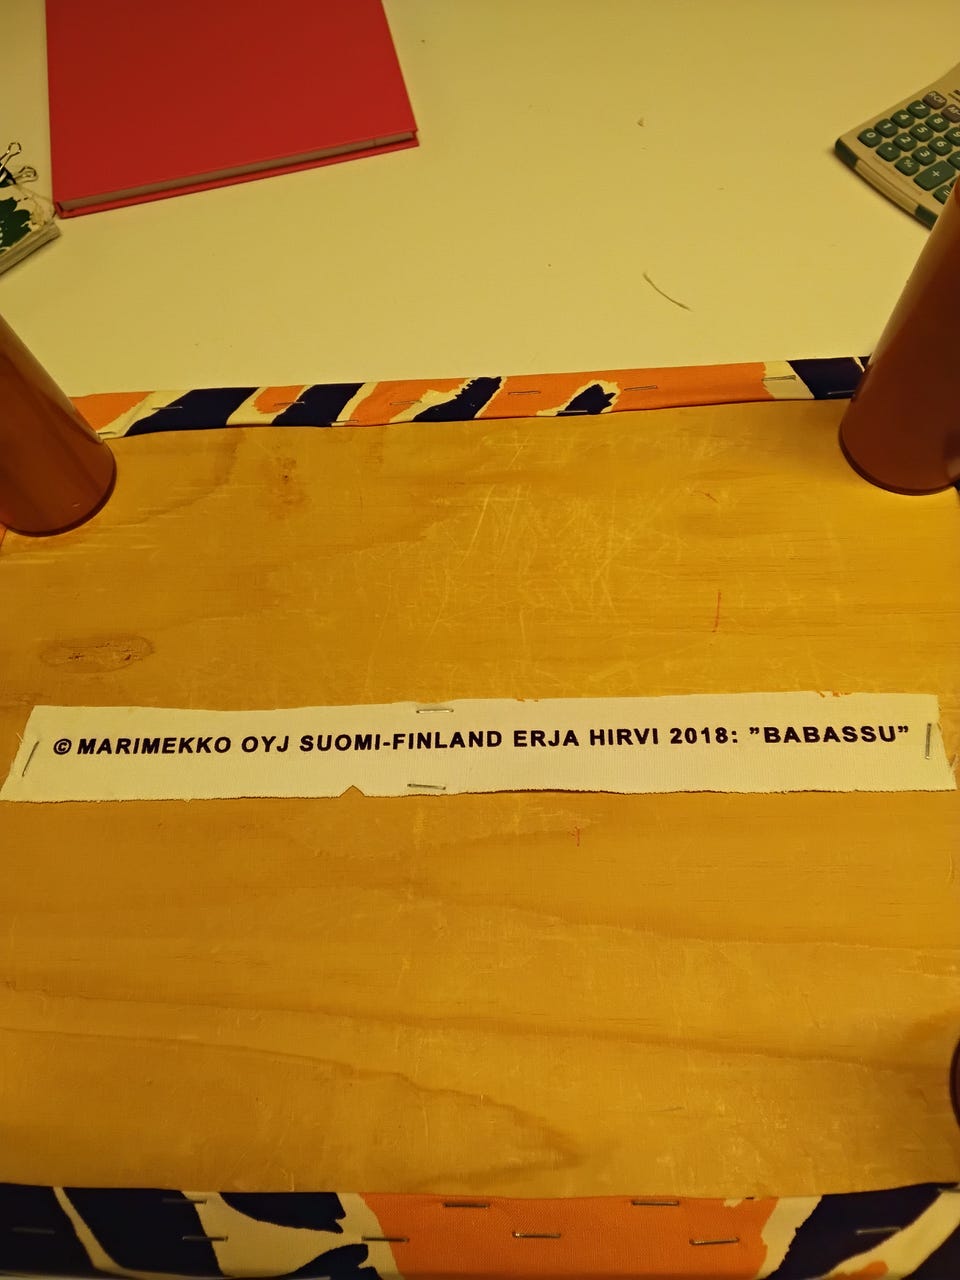 © MARIMEKKO OYJ SUOMI-FINLAND ERJA HIRVI 2018: ”BABASSU”